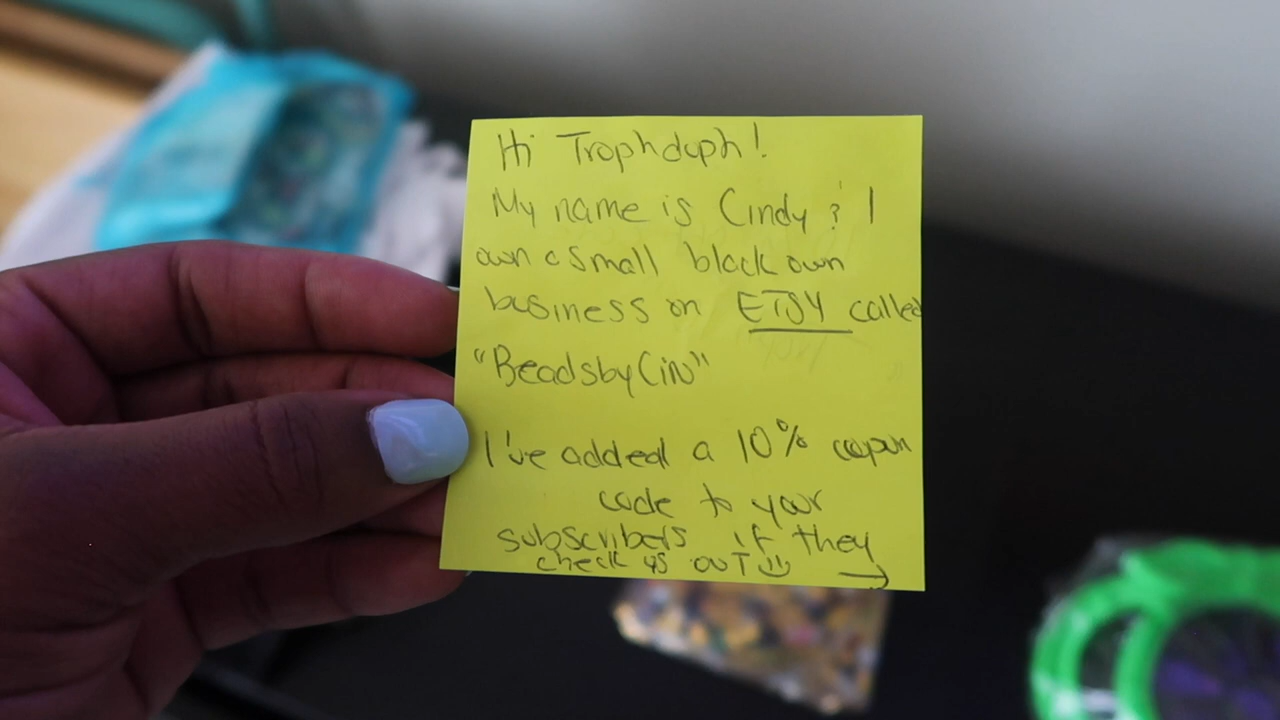 Hi Trophduph!
My name is Cindy & I
own a small black own
business on ETSY called
"BeadsbyCiN"
I've added a 10% coupon
code to your
subscribers if they
check us out